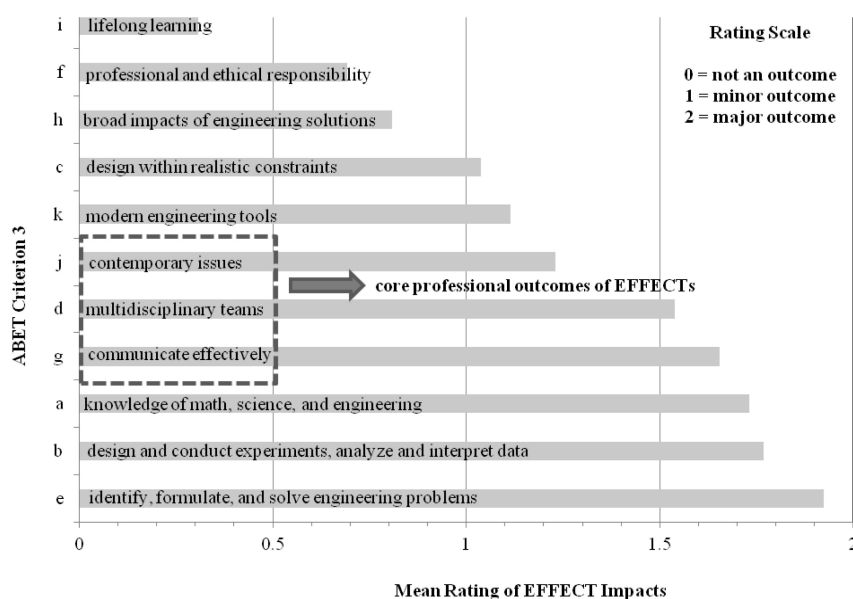 i lifelong learning
Rating Scale
f professional and ethical responsibility
0 = not an outcome
h broad impacts of engineering solutions
1 = minor outcome
2 = major outcome
c design within realistic constraints
k modern engineering tools
j contemporary issues
core professional outcomes of EFFECTs
d multidisciplinary teams
g communicate effectively
a knowledge of math, science, and engineering
b design and conduct experiments, analyze and interpret data
e identify, formulate, and solve engineering problems
ABET Criterion 3
0 0.5 1 1.5 2
Mean Rating of EFFECT Impacts